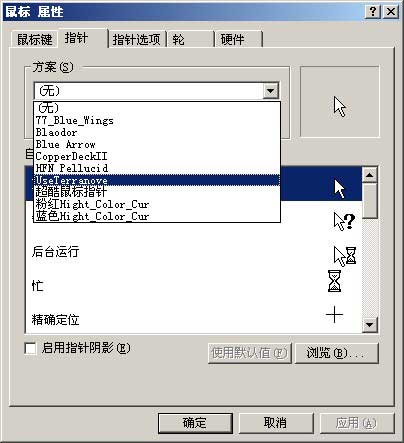 鼠标 属性
鼠标键 指针 指针选项 轮 硬件
方案(S)
(无)
(无)
77_Blue_Wings
Blaodor
Blue Arrow
CopperDeckII
HFN Pellucid
UseTerranove
超酷鼠标指针
粉红Hight_Color_Cur
蓝色Hight_Color_Cur
后台运行
忙
精确定位
启用指针阴影(E)
使用默认值(F) 浏览(B)...
确定 取消 应用(A)